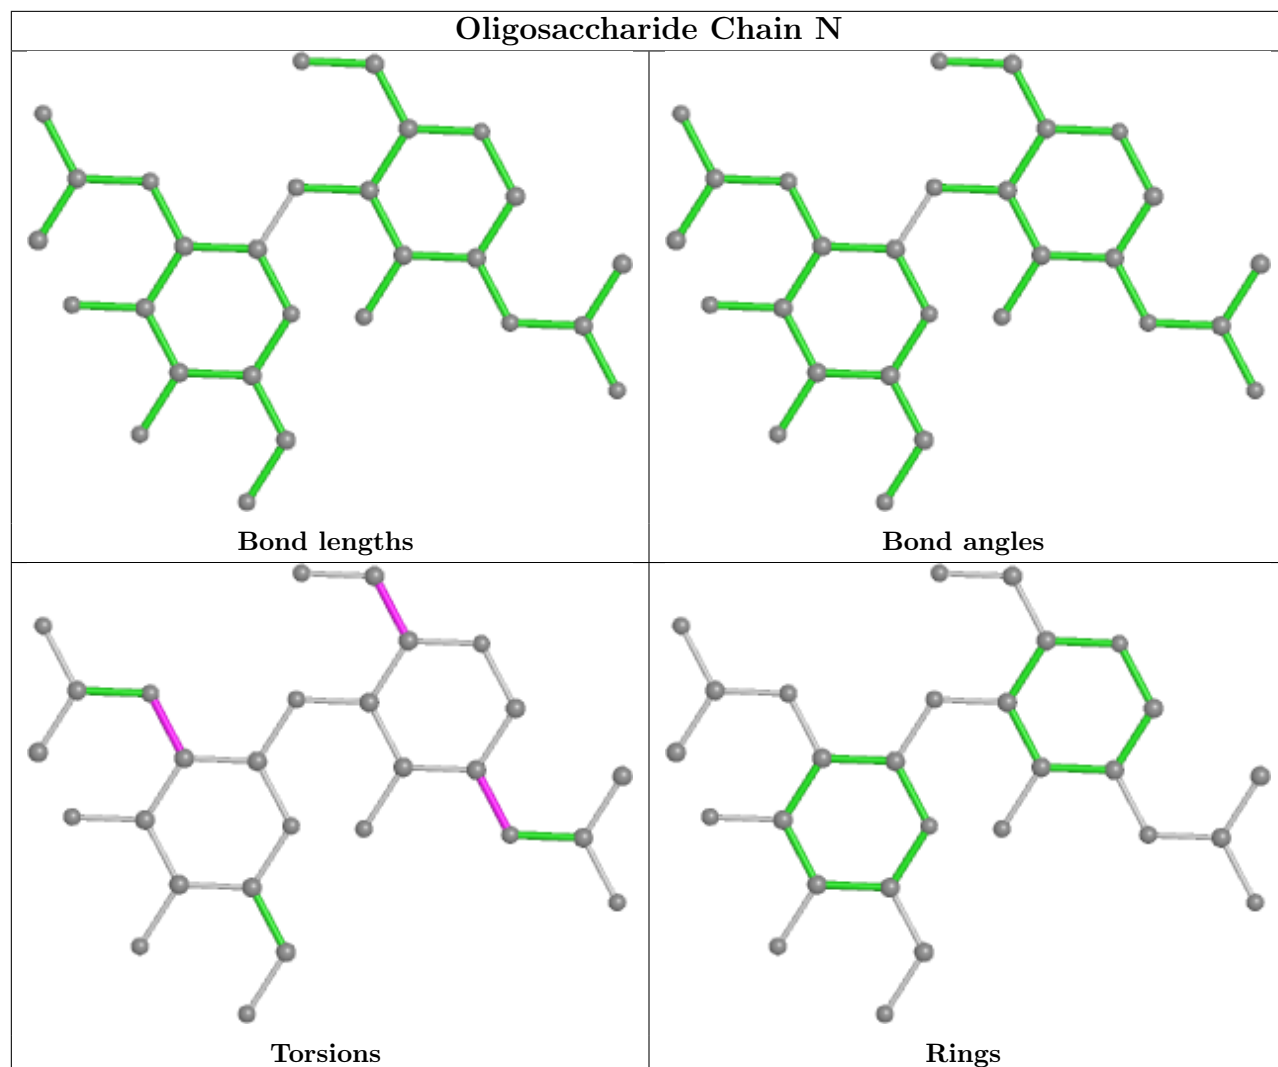 Oligosaccharide Chain N
Bond lengths
Bond angles
Torsions
Rings